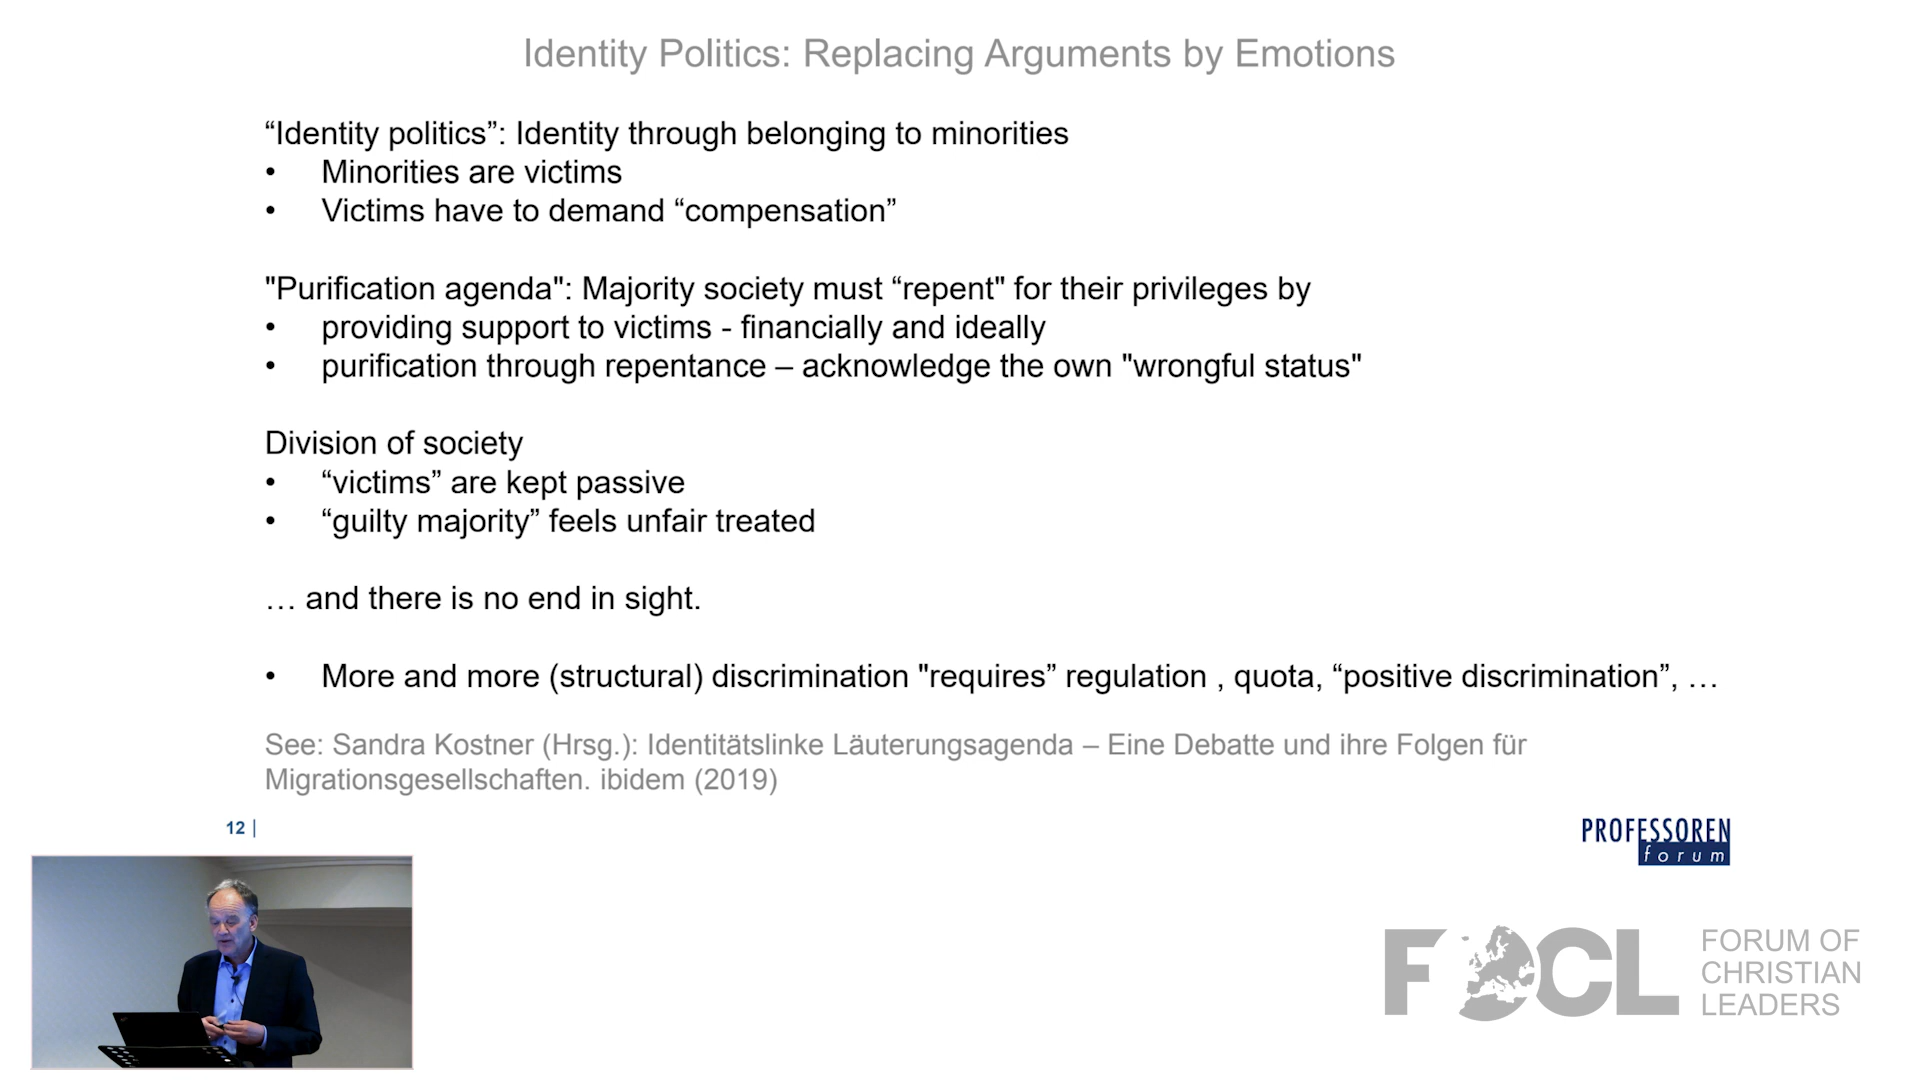 Identity Politics: Replacing Arguments by Emotions
“Identity politics”: Identity through belonging to minorities
• Minorities are victims
• Victims have to demand “compensation”
"Purification agenda": Majority society must “repent" for their privileges by
• providing support to victims - financially and ideally
• purification through repentance – acknowledge the own "wrongful status"
Division of society
• “victims” are kept passive
• “guilty majority” feels unfair treated
… and there is no end in sight.
• More and more (structural) discrimination "requires” regulation , quota, “positive discrimination”, …
See: Sandra Kostner (Hrsg.): Identitätslinke Läuterungsagenda – Eine Debatte und ihre Folgen für
Migrationsgesellschaften. ibidem (2019)
12 |
PROFESSOREN
forum
FOCL
FORUM OF
CHRISTIAN
LEADERS